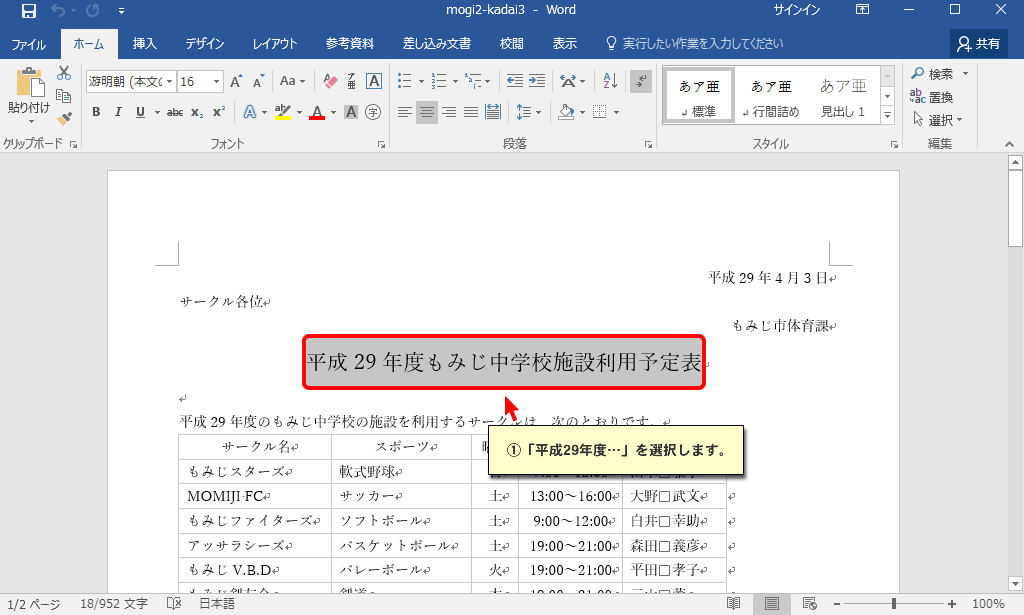 mogi2-kadai3 - Word
サインイン
ファイル ホーム 挿入 デザイン レイアウト 参考資料 差し込み文書 校閲 表示 実行したい作業を入力してください 共有
貼り付け
游明朝 (本文の 16 Aa
B I U abc x₂ x² A
クリップボード フォント 段落 スタイル 編集
あア亜 標準
あア亜 行間詰め
あア亜 見出し 1
検索
置換
選択
平成 29 年 4 月 3 日
サークル各位
もみじ市体育課
平成 29 年度もみじ中学校施設利用予定表
平成 29 年度のもみじ中学校の施設を利用するサークルは、次のとおりです。
①「平成29年度…」を選択します。
サークル名 スポーツ
もみじスターズ 軟式野球
MOMIJI·FC サッカー 土 13:00～16:00 大野□武文
もみじファイターズ ソフトボール 土 9:00～12:00 白井□幸助
アッサラシーズ バスケットボール 土 19:00～21:00 森田□義彦
もみじ V.B.D バレーボール 火 19:00～21:00 平田□孝子
1/2 ページ 18/952 文字 日本語 100%